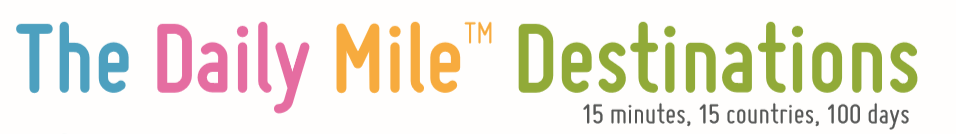 The Daily Mile™ Destinations
15 minutes, 15 countries, 100 days